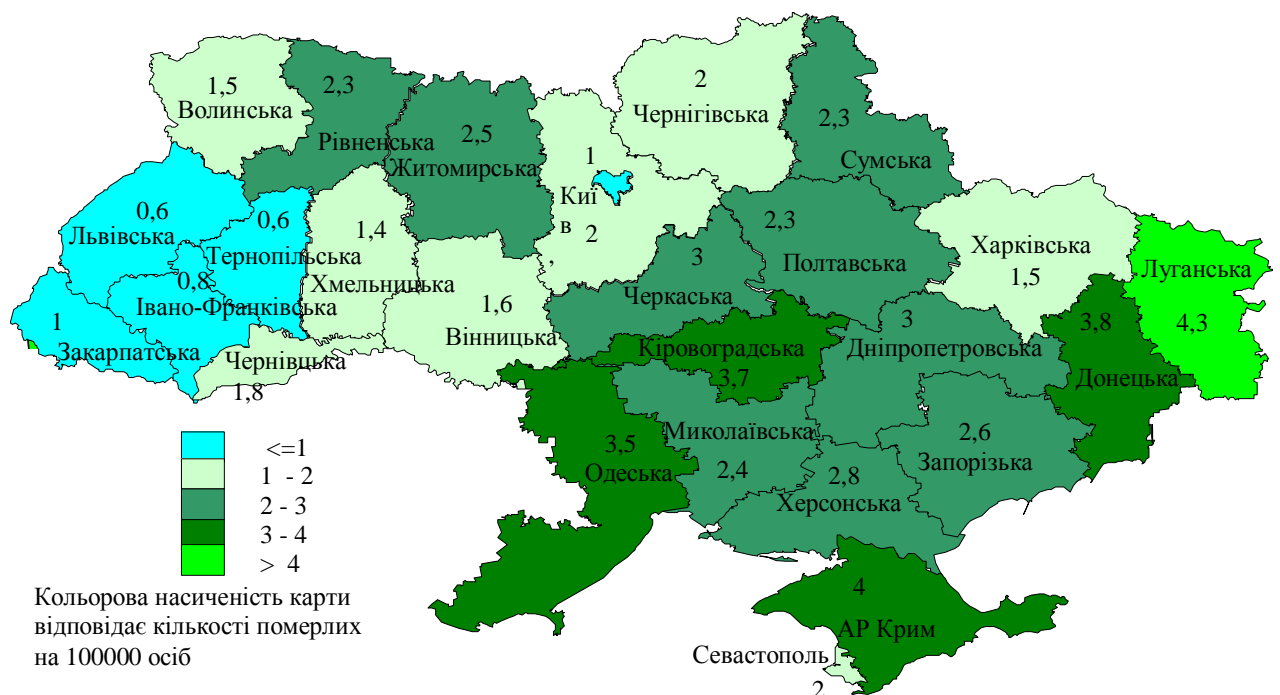 1,5
Волинська
2,3
Рівненська
2,5
Житомирська
1
Киї
в
,
2
2
Чернігівська
2,3
Сумська
0,6
Львівська
0,6
Тернопільська
1,4
Хмельницька
0,8
Івано-Франківська
1
Закарпатська
Чернівцька
1,8
1,6
Вінницька
3
Черкаська
2,3
Полтавська
Харківська
1,5
Луганська
4,3
Кіровоградська
3,7
3
Дніпропетровська
3,8
Донецька
1
3,5
Одеська
Миколаївська
2,4
2,8
Херсонська
2,6
Запорізька
4
АР Крим
Севастополь
2
<=1
1 - 2
2 - 3
3 - 4
> 4
Кольорова насиченість карти
відповідає кількості померлих
на 100000 осіб